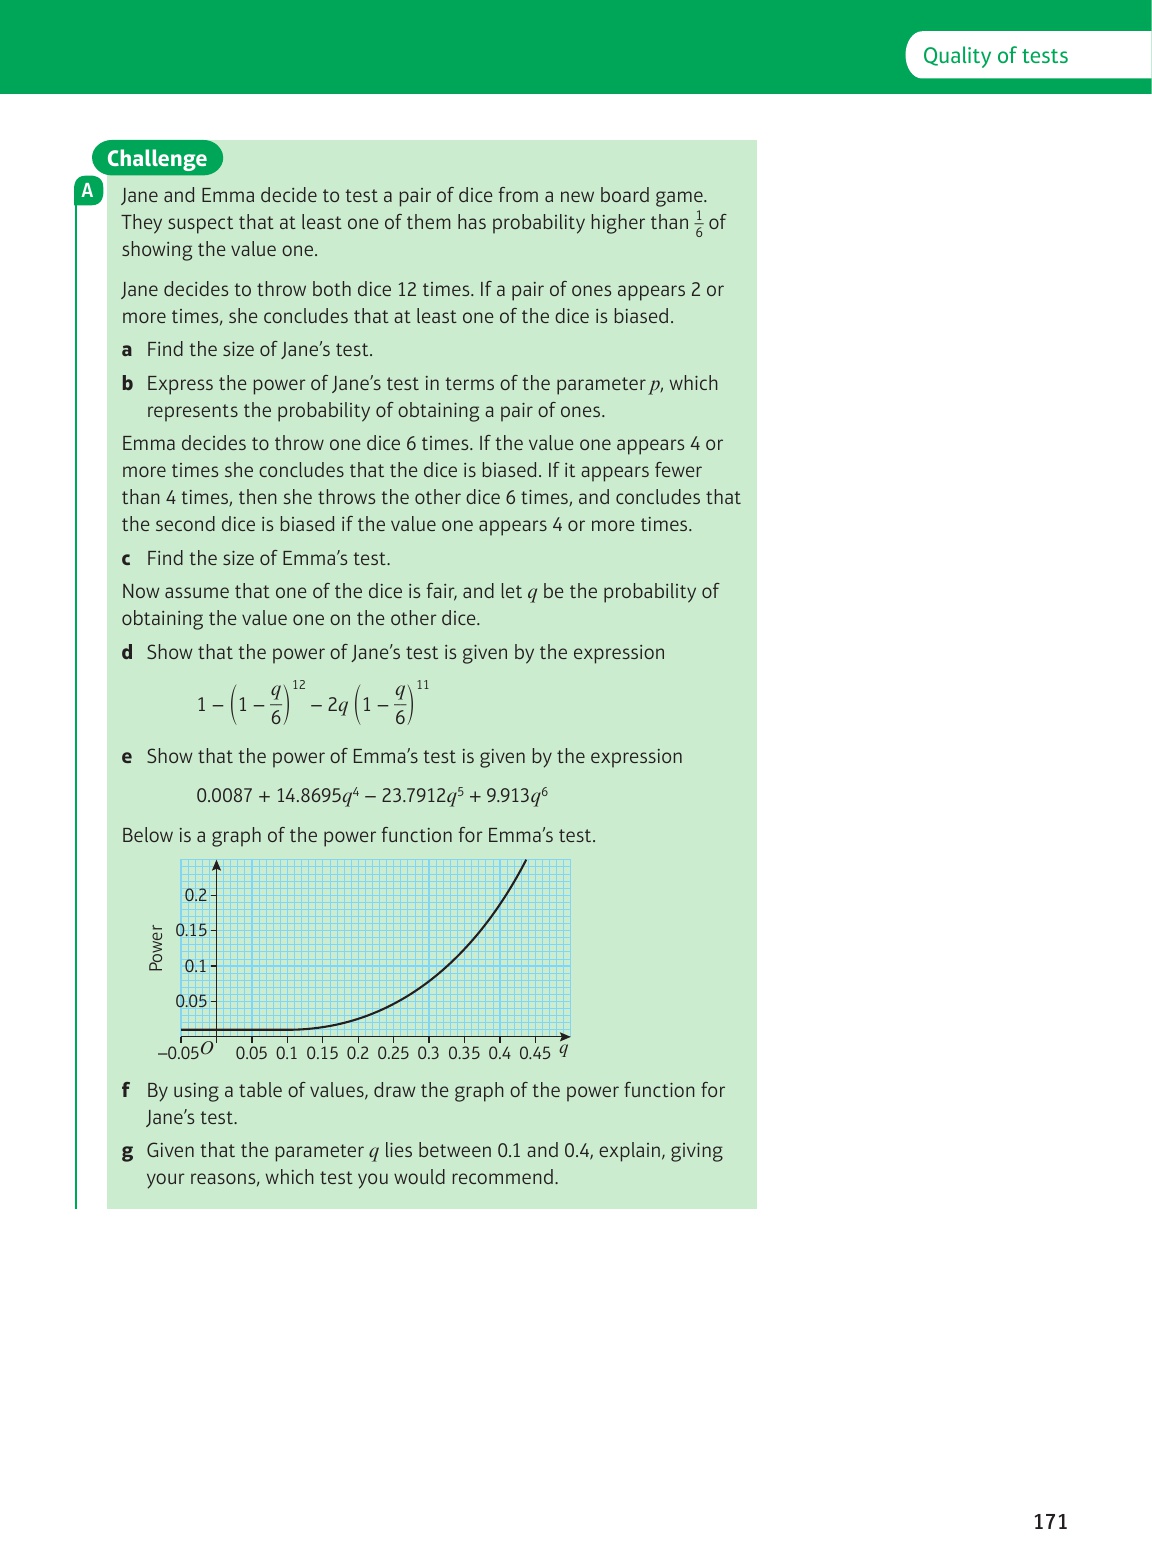 Quality of tests
Challenge
A
Jane and Emma decide to test a pair of dice from a new board game.
They suspect that at least one of them has probability higher than 1/6 of
showing the value one.
Jane decides to throw both dice 12 times. If a pair of ones appears 2 or
more times, she concludes that at least one of the dice is biased.
a Find the size of Jane’s test.
b Express the power of Jane’s test in terms of the parameter p, which
represents the probability of obtaining a pair of ones.
Emma decides to throw one dice 6 times. If the value one appears 4 or
more times she concludes that the dice is biased. If it appears fewer
than 4 times, then she throws the other dice 6 times, and concludes that
the second dice is biased if the value one appears 4 or more times.
c Find the size of Emma’s test.
Now assume that one of the dice is fair, and let q be the probability of
obtaining the value one on the other dice.
d Show that the power of Jane’s test is given by the expression
1 − (1 − q/6)¹² − 2q (1 − q/6)¹¹
e Show that the power of Emma’s test is given by the expression
0.0087 + 14.8695q⁴ − 23.7912q⁵ + 9.913q⁶
Below is a graph of the power function for Emma’s test.
Power
0.2
0.15
0.1
0.05
−0.05 O 0.05 0.1 0.15 0.2 0.25 0.3 0.35 0.4 0.45 q
f By using a table of values, draw the graph of the power function for
Jane’s test.
g Given that the parameter q lies between 0.1 and 0.4, explain, giving
your reasons, which test you would recommend.
171